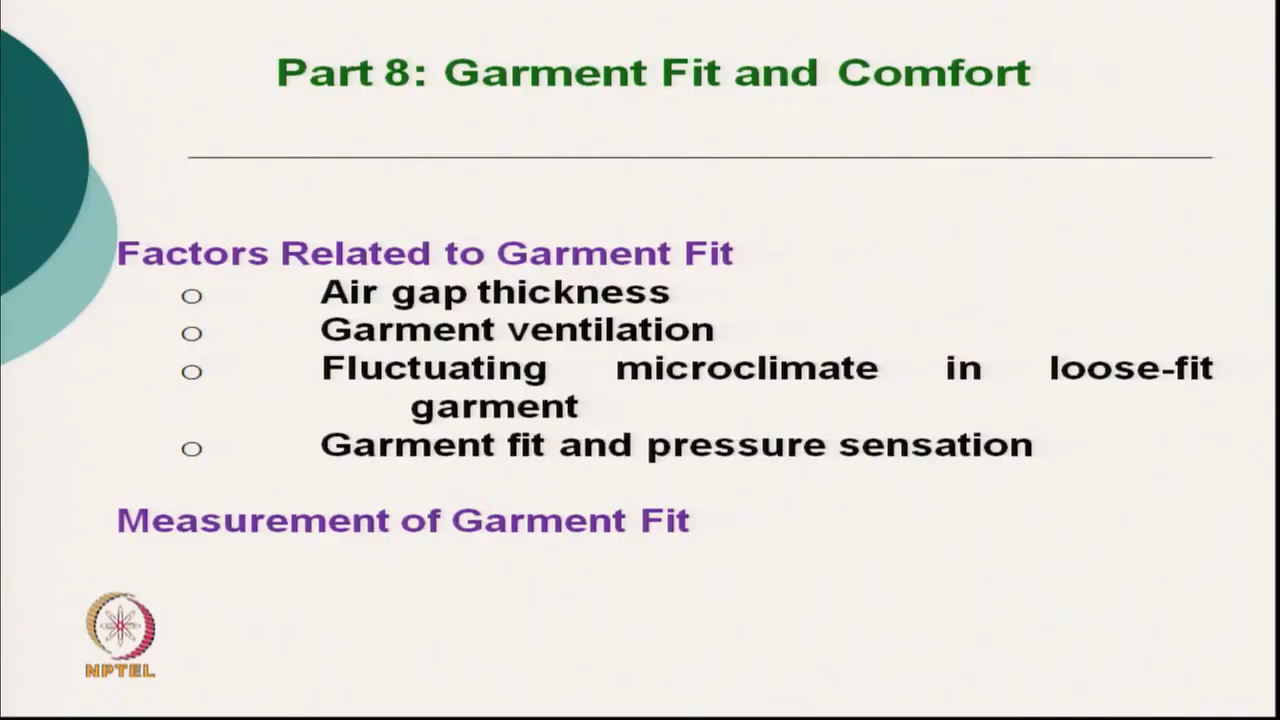 Part 8: Garment Fit and Comfort
Factors Related to Garment Fit
Air gap thickness
Garment ventilation
Fluctuating microclimate in loose-fit
garment
Garment fit and pressure sensation
Measurement of Garment Fit
NPTEL